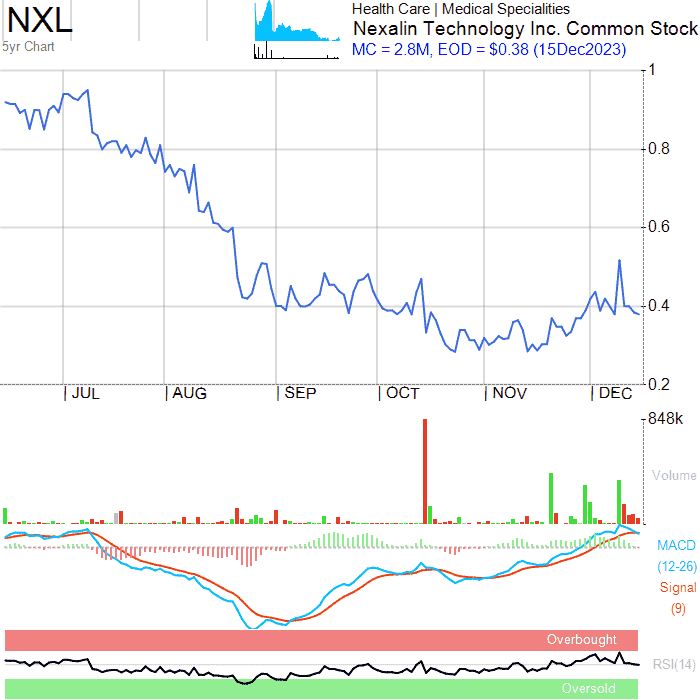 NXL
5yr Chart
Health Care | Medical Specialities
Nexalin Technology Inc. Common Stock
MC = 2.8M, EOD = $0.38 (15Dec2023)
1
0.8
0.6
0.4
0.2
JUL AUG SEP OCT NOV DEC
848k
Volume
MACD
(12-26)
Signal
(9)
Overbought
RSI(14)
Oversold